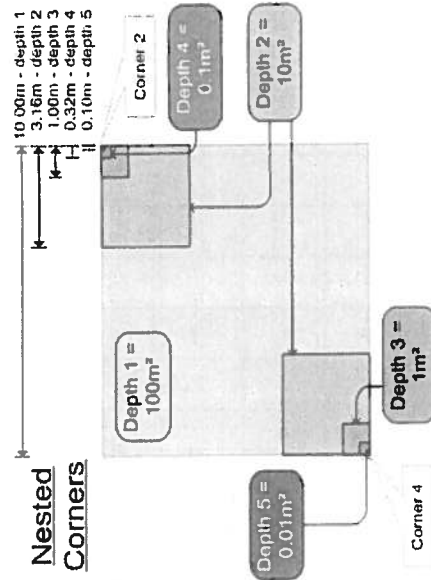 Nested
Corners
10 00m - depth 1
3.16m - depth 2
1.00m - depth 3
0.32m - depth 4
0.10m - depth 5
Corner 2
Depth 1 =
100m²
Depth 4 =
0.1m²
Depth 2 =
10m²
Depth 5 =
0.01m²
Depth 3 =
1m²
Corner 4